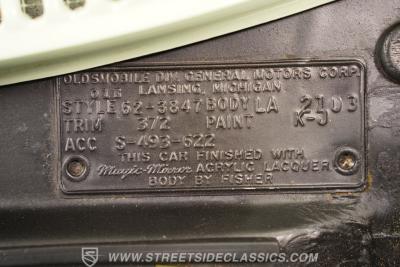 OLDSMOBILE DIV. GENERAL MOTORS CORP.
01B
LANSING, MICHIGAN
STYLE 62-3847 BODY LA 2103
TRIM 372 PAINT K-J
ACC S-493-622
THIS CAR FINISHED WITH
Magic-Mirror ACRYLIC LACQUER
BODY BY FISHER
WWW.STREETSIDECLASSICS.COM